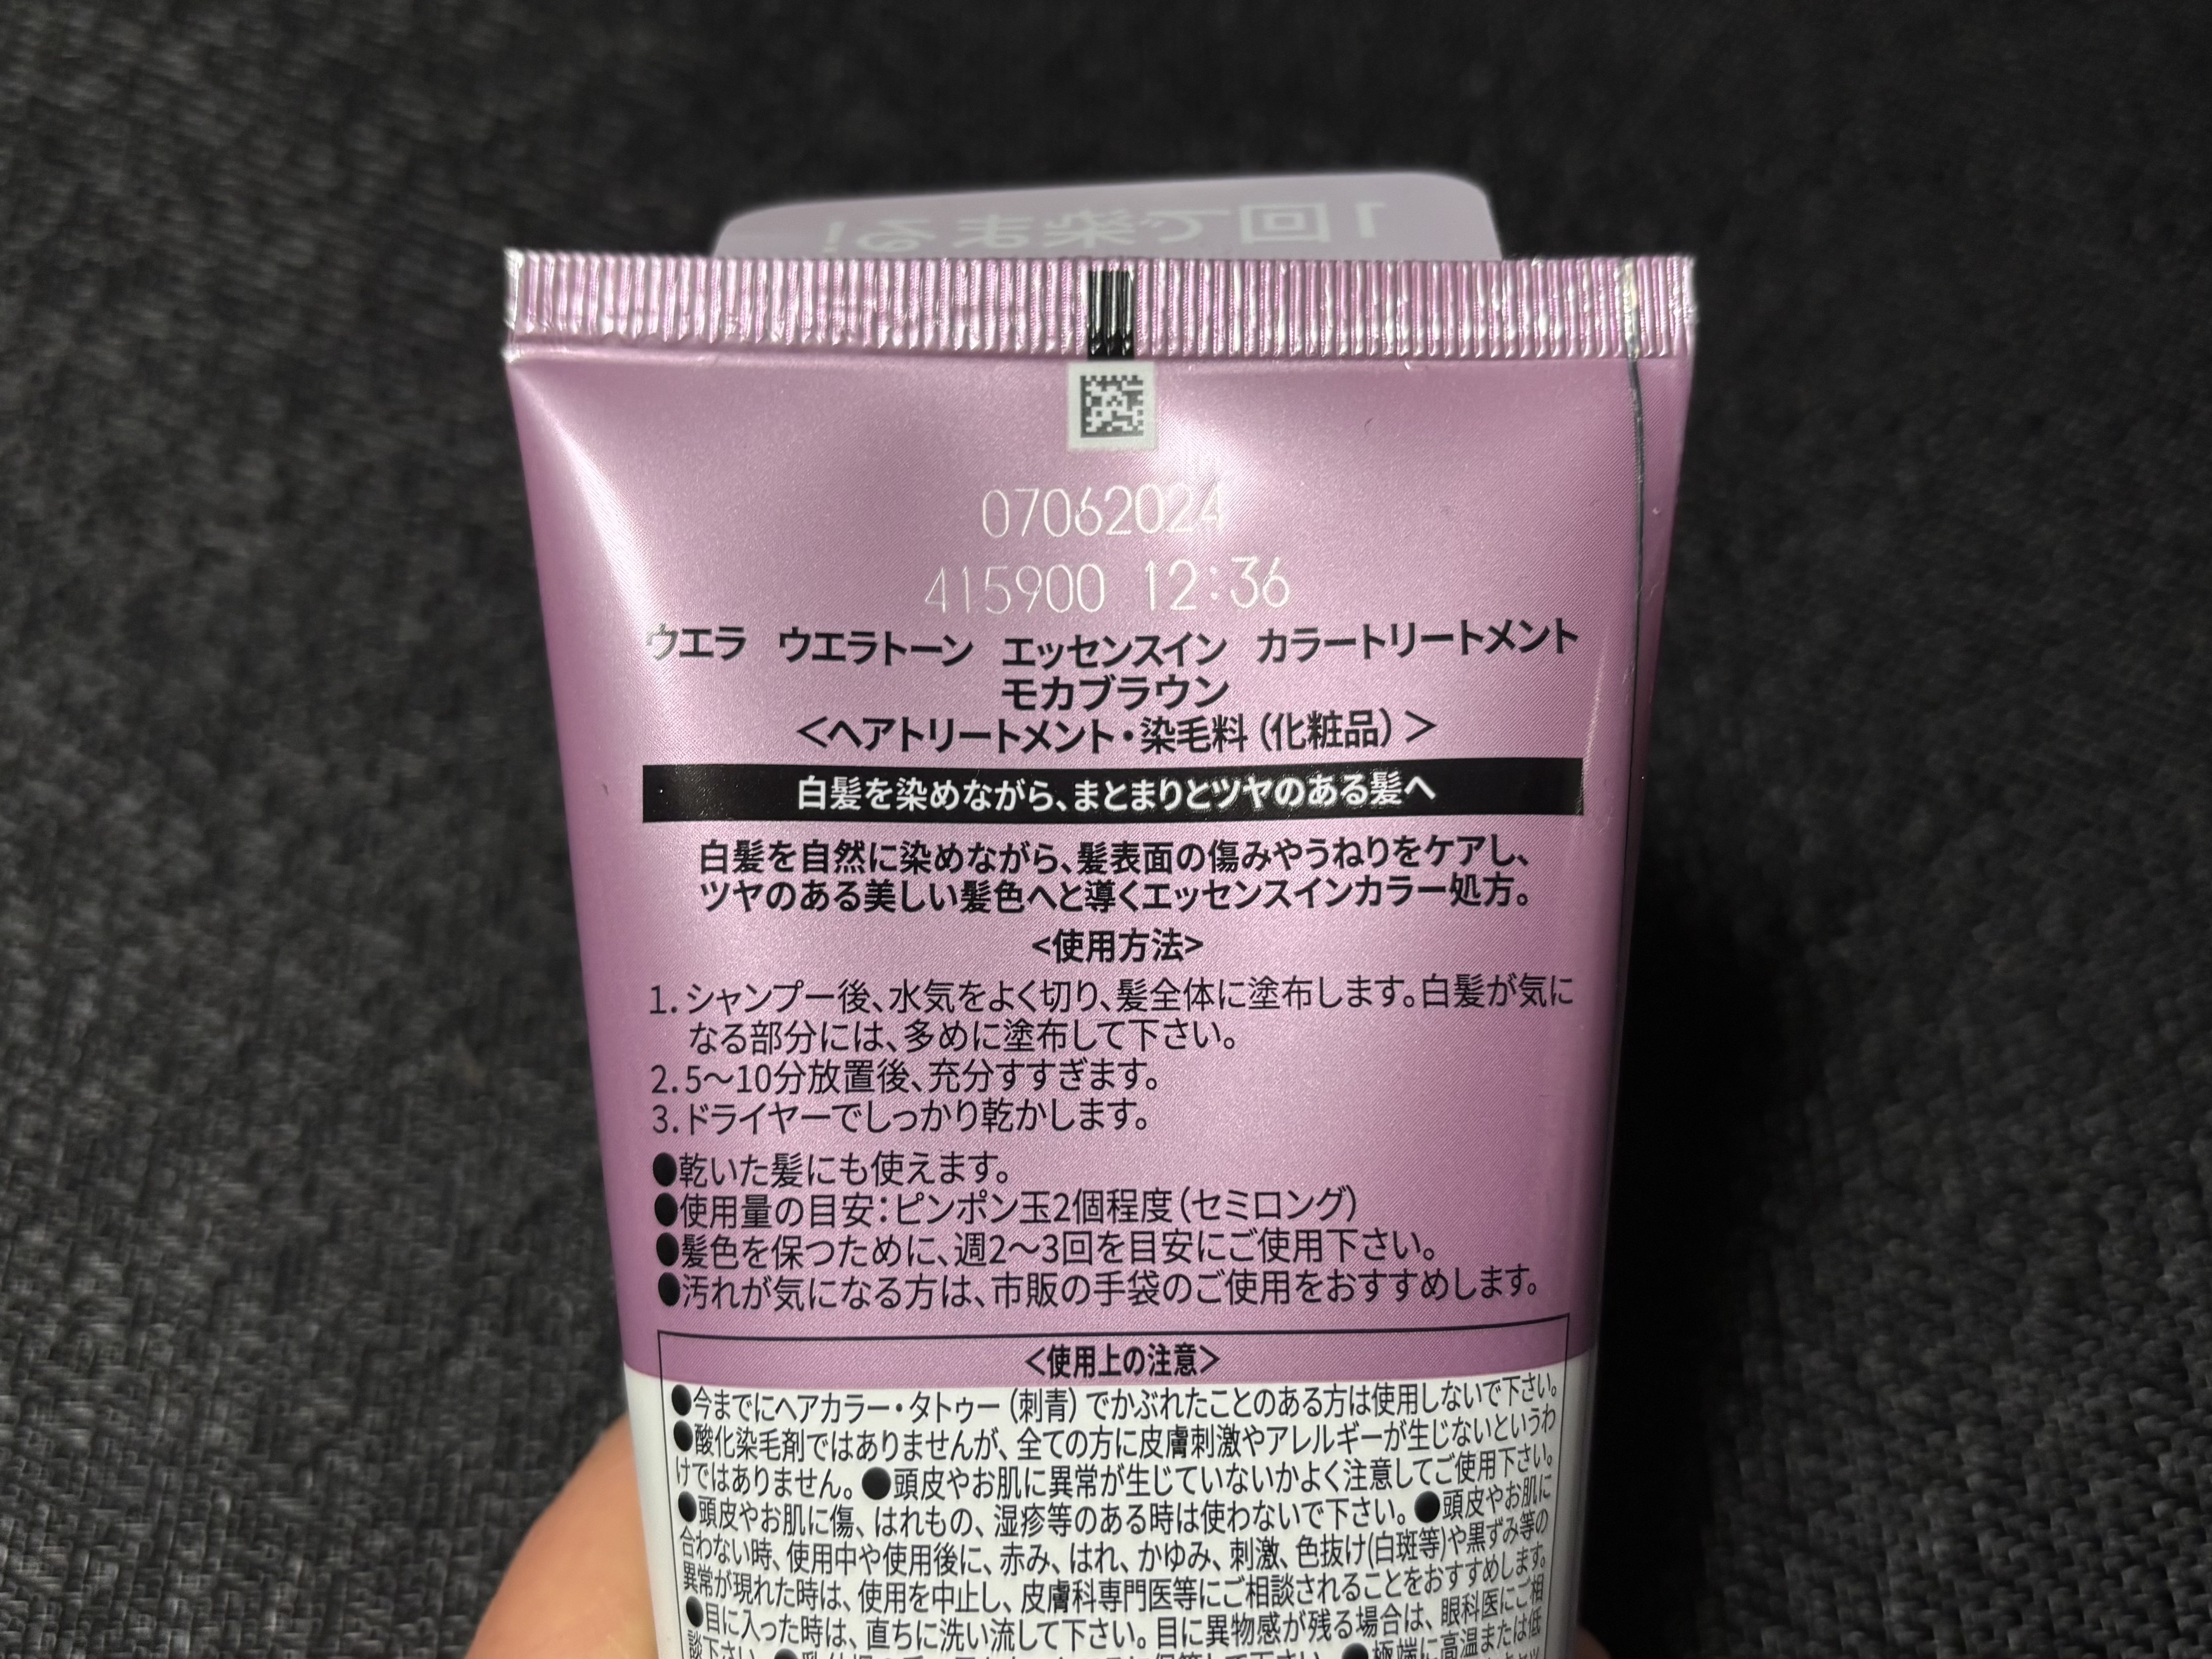 1回で染まる!
07062024
415900 12:36
ウエラ ウエラトーン エッセンスイン カラートリートメント
モカブラウン
<ヘアトリートメント・染毛料(化粧品)>
白髪を染めながら、まとまりとツヤのある髪へ
白髪を自然に染めながら、髪表面の傷みやうねりをケアし、
ツヤのある美しい髪色へと導くエッセンスインカラー処方。
<使用方法>
1. シャンプー後、水気をよく切り、髪全体に塗布します。白髪が気に
なる部分には、多めに塗布して下さい。
2. 5〜10分放置後、充分すすぎます。
3. ドライヤーでしっかり乾かします。
●乾いた髪にも使えます。
●使用量の目安:ピンポン玉2個程度(セミロング)
●髪色を保つために、週2〜3回を目安にご使用下さい。
●汚れが気になる方は、市販の手袋のご使用をおすすめします。
<使用上の注意>
●今までにヘアカラー・タトゥー(刺青)でかぶれたことのある方は使用しないで下さい。
●酸化染毛剤ではありませんが、全ての方に皮膚刺激やアレルギーが生じないというわ
けではありません。●頭皮やお肌に異常が生じていないかよく注意してご使用下さい。
●頭皮やお肌に傷、はれもの、湿疹等のある時は使わないで下さい。●頭皮やお肌に
合わない時、使用中や使用後に、赤み、はれ、かゆみ、刺激、色抜け(白斑等)や黒ずみ等の
異常が現れた時は、使用を中止し、皮膚科専門医等にご相談されることをおすすめします。
●目に入った時は、直ちに洗い流して下さい。目に異物感が残る場合は、眼科医にご相
談下さい。 ●極端に高温または低